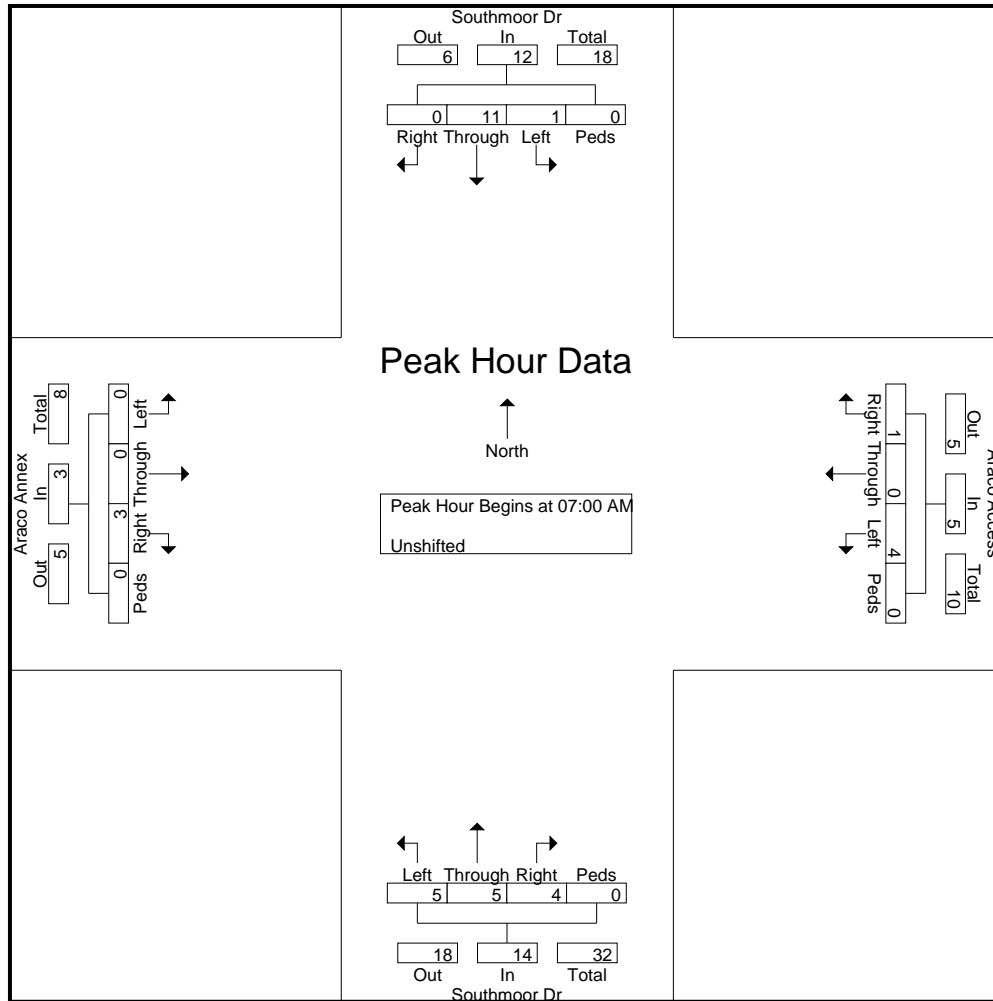 Southmoor Dr
Out In Total
6 12 18
0 11 1 0
Right Through Left Peds
Peak Hour Data
North
Peak Hour Begins at 07:00 AM
Unshifted
Araco Annex
Out In Total
5 3 8
Left Through Right Peds
0 0 3 0
Araco Access
Out In Total
5 5 10
Right Through Left Peds
1 0 4 0
Left Through Right Peds
5 5 4 0
18 14 32
Out In Total
Southmoor Dr